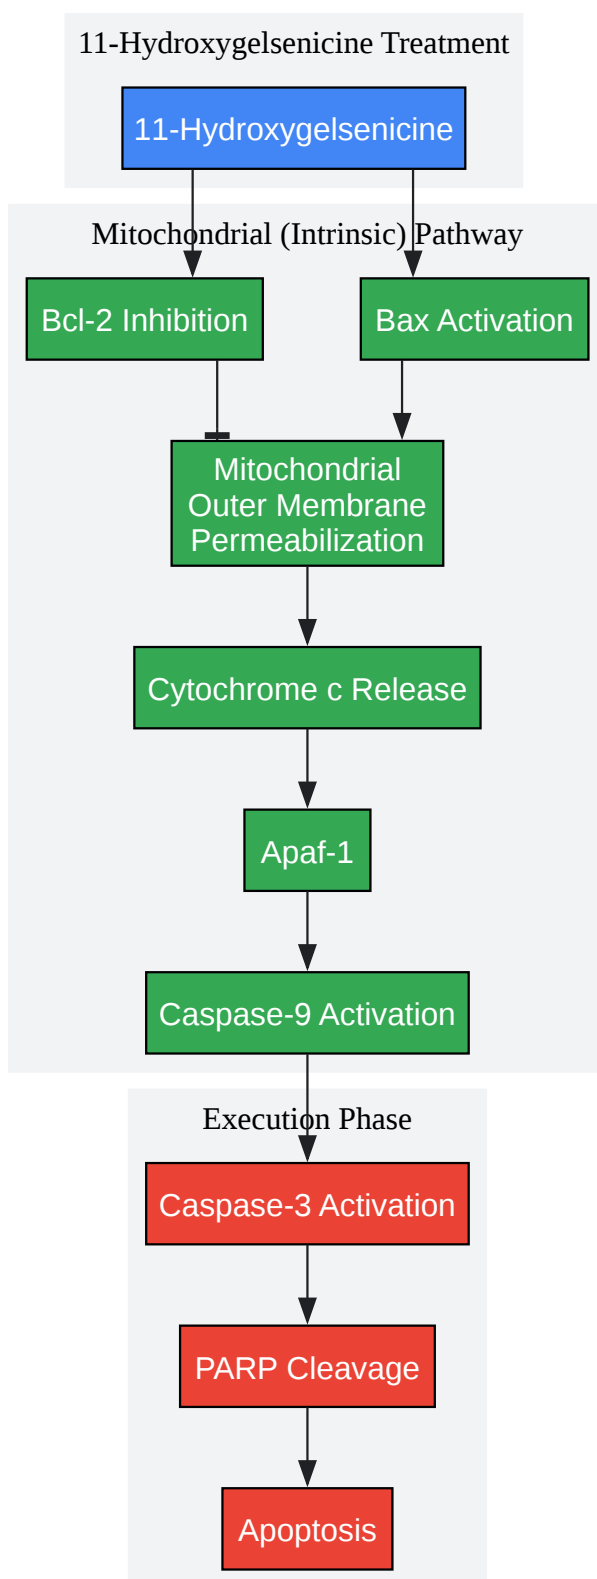 11-Hydroxygelsenicine Treatment
11-Hydroxygelsenicine
Mitochondrial (Intrinsic) Pathway
Bcl-2 Inhibition
Bax Activation
Mitochondrial
Outer Membrane
Permeabilization
Cytochrome c Release
Apaf-1
Caspase-9 Activation
Execution Phase
Caspase-3 Activation
PARP Cleavage
Apoptosis